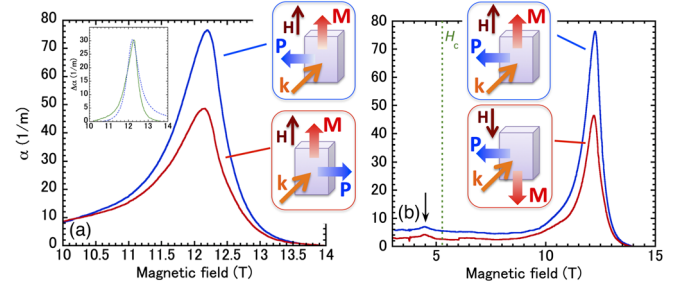 80
70
60
50
40
30
20
10
0
α (1/m)
30
25
20
15
10
5
0
Δα (1/m)
10 11 12 13 14
(a)
10 10.5 11 11.5 12 12.5 13 13.5 14
Magnetic field (T)
H M
P
k
H M
k P
80
70
60
50
40
30
20
10
0
Hc
(b)
5 10 15
Magnetic field (T)
H M
P
k
H
P
k M